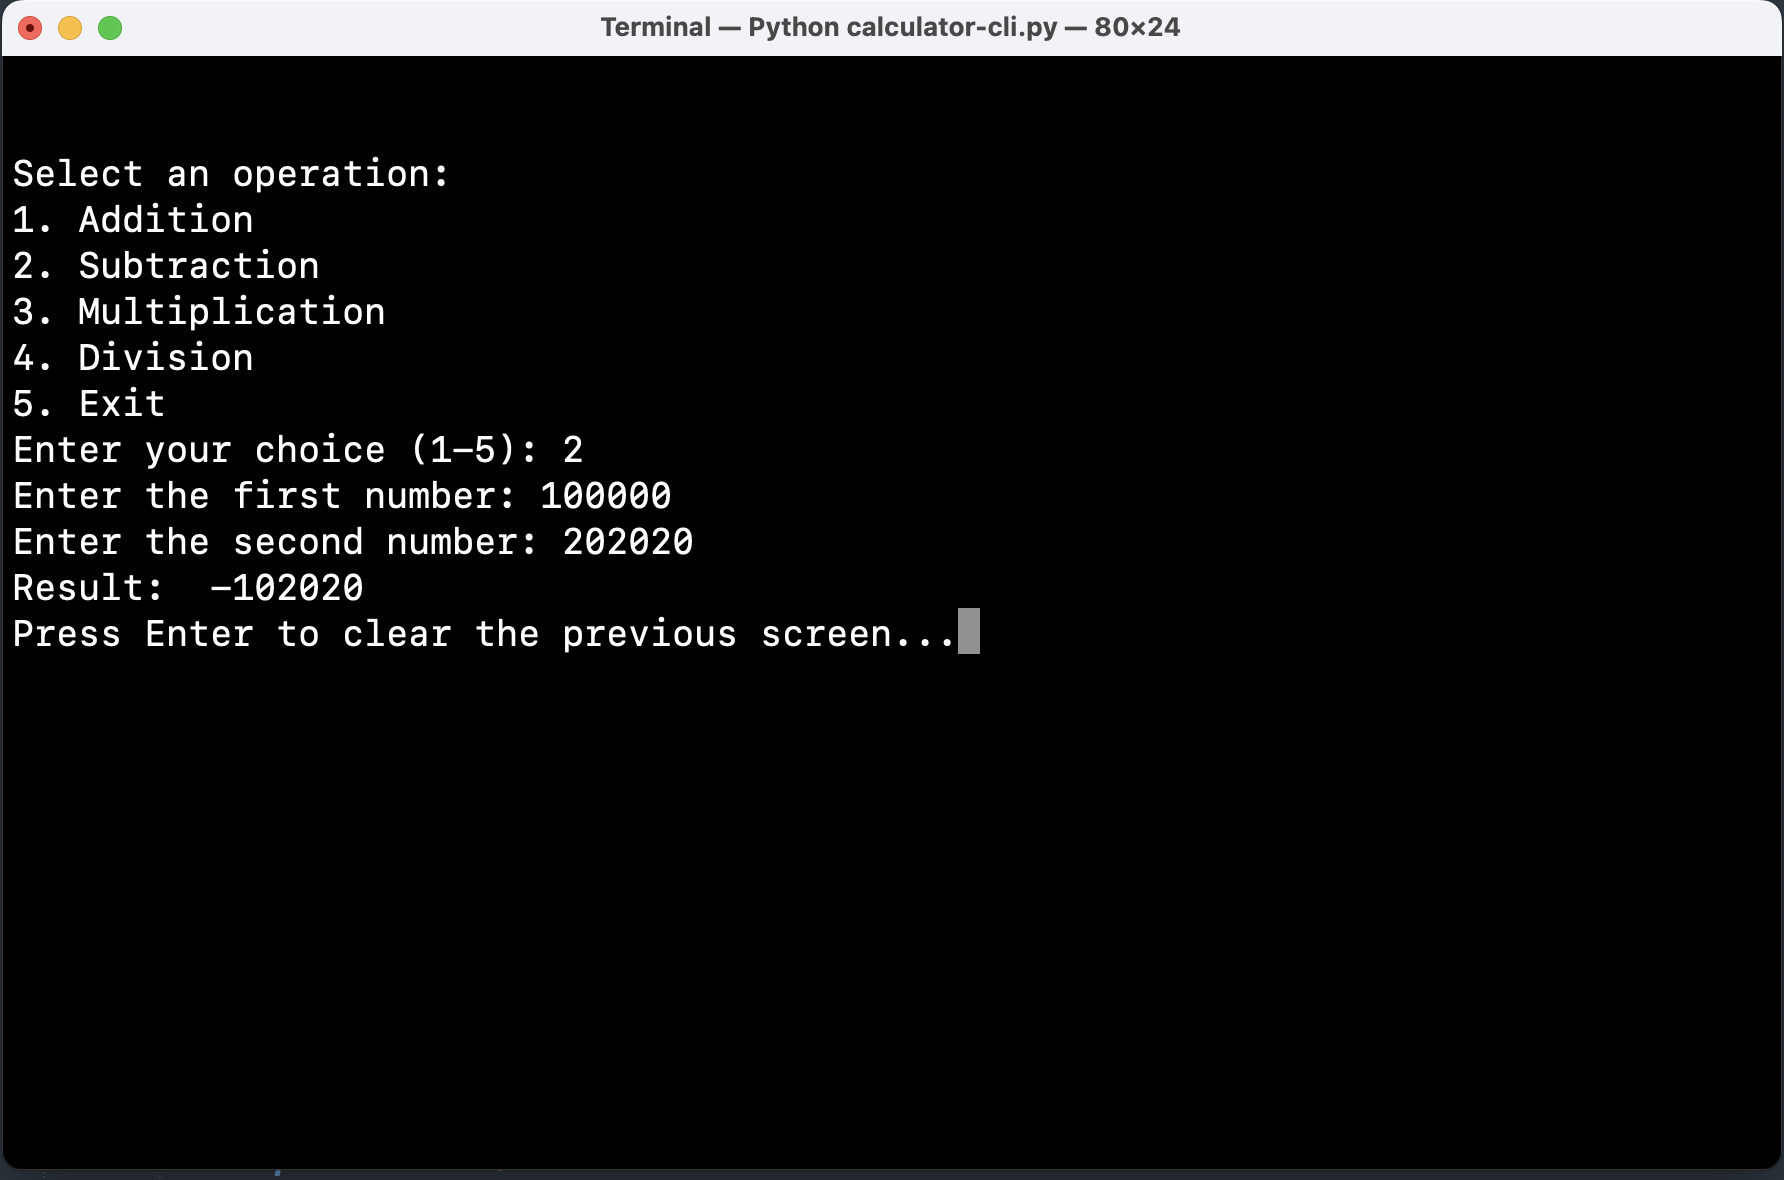 Terminal — Python calculator-cli.py — 80×24
Select an operation:
1. Addition
2. Subtraction
3. Multiplication
4. Division
5. Exit
Enter your choice (1-5): 2
Enter the first number: 100000
Enter the second number: 202020
Result:  -102020
Press Enter to clear the previous screen...